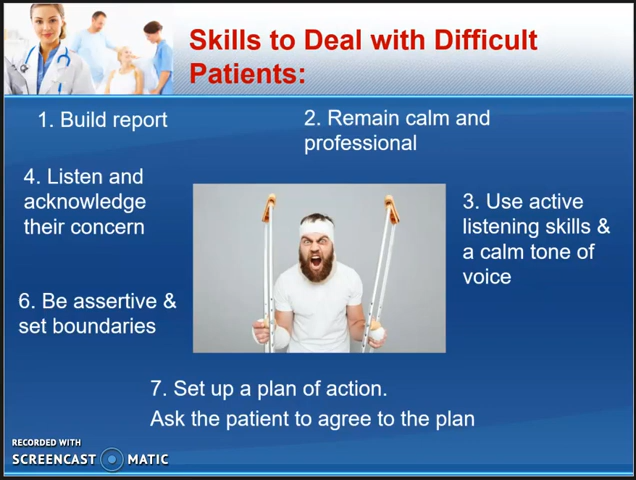 Skills to Deal with Difficult
Patients:
1. Build report
2. Remain calm and
professional
4. Listen and
acknowledge
their concern
3. Use active
listening skills &
a calm tone of
voice
6. Be assertive &
set boundaries
7. Set up a plan of action.
Ask the patient to agree to the plan
RECORDED WITH
SCREENCAST MATIC